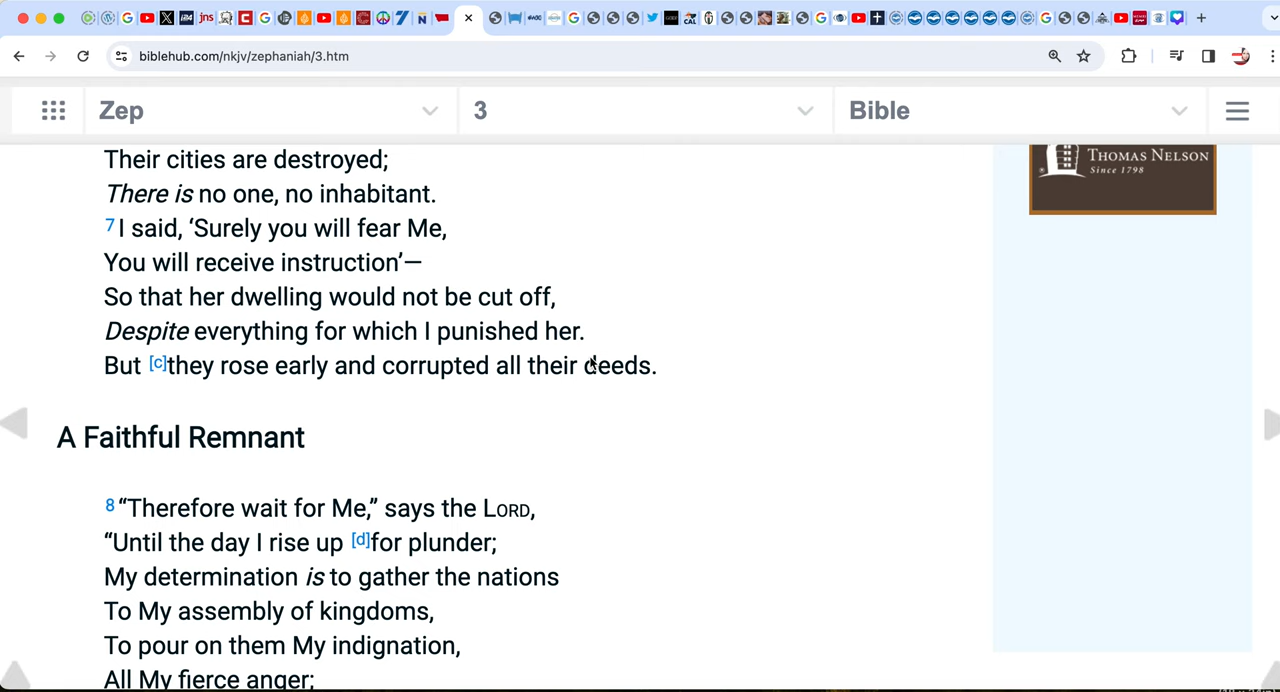 biblehub.com/nkjv/zephaniah/3.htm
Zep
3
Bible
Their cities are destroyed;
There is no one, no inhabitant.
7 I said, ‘Surely you will fear Me,
You will receive instruction’—
So that her dwelling would not be cut off,
Despite everything for which I punished her.
But [c]they rose early and corrupted all their deeds.
A Faithful Remnant
8 “Therefore wait for Me,” says the LORD,
“Until the day I rise up [d]for plunder;
My determination is to gather the nations
To My assembly of kingdoms,
To pour on them My indignation,
All My fierce anger;
THOMAS NELSON
Since 1798